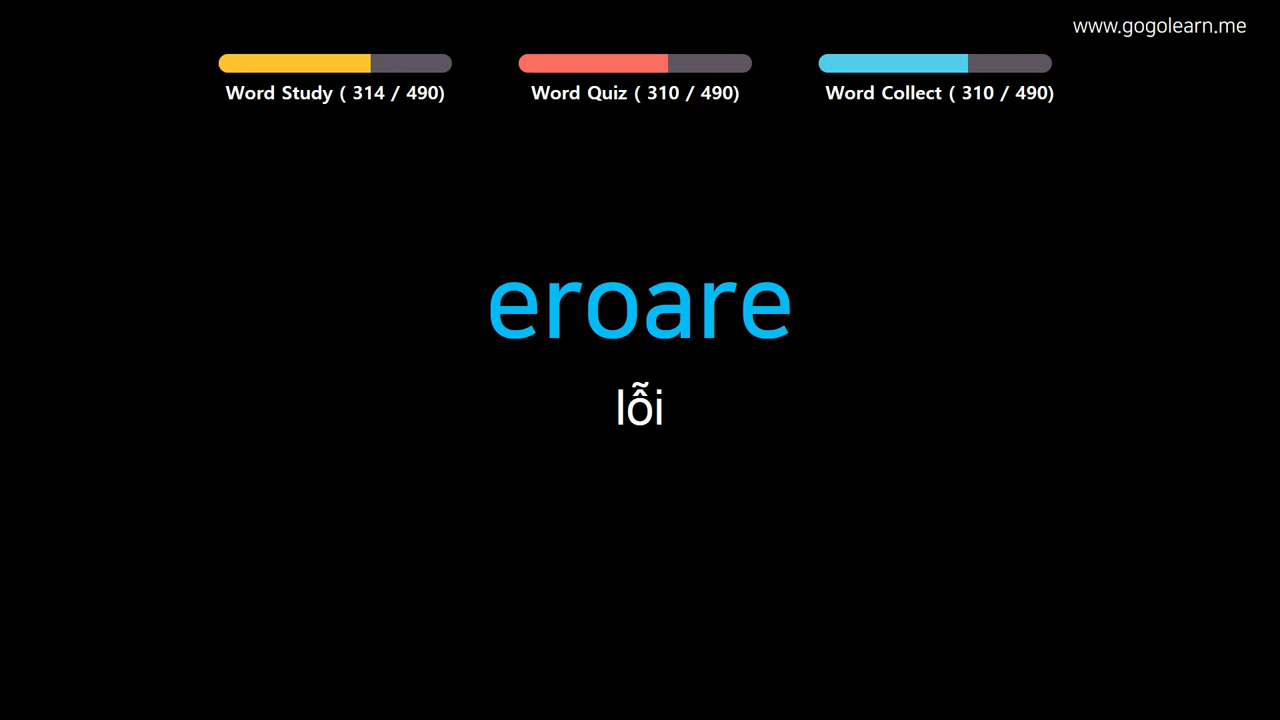 www.gogolearn.me
Word Study ( 314 / 490)
Word Quiz ( 310 / 490)
Word Collect ( 310 / 490)
eroare
lỗi